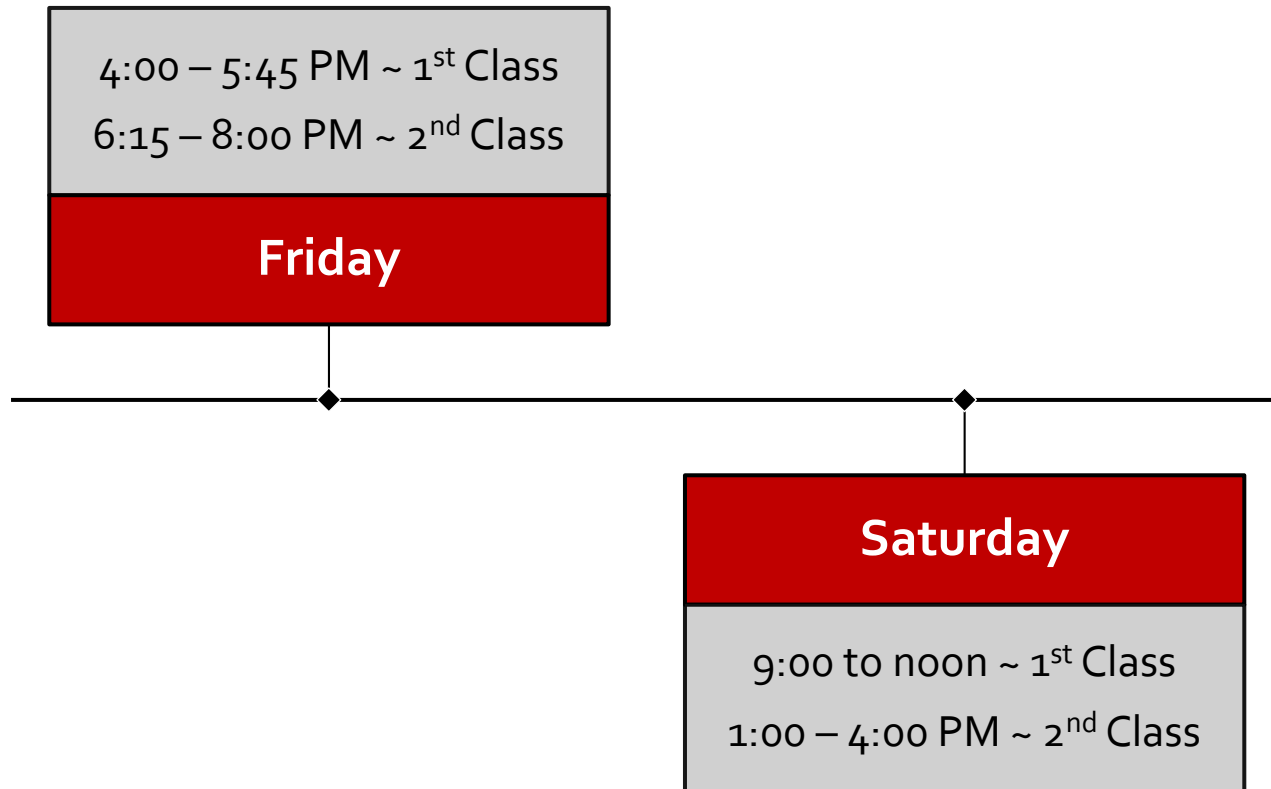 4:00 – 5:45 PM ~ 1st Class
6:15 – 8:00 PM ~ 2nd Class
Friday
Saturday
9:00 to noon ~ 1st Class
1:00 – 4:00 PM ~ 2nd Class